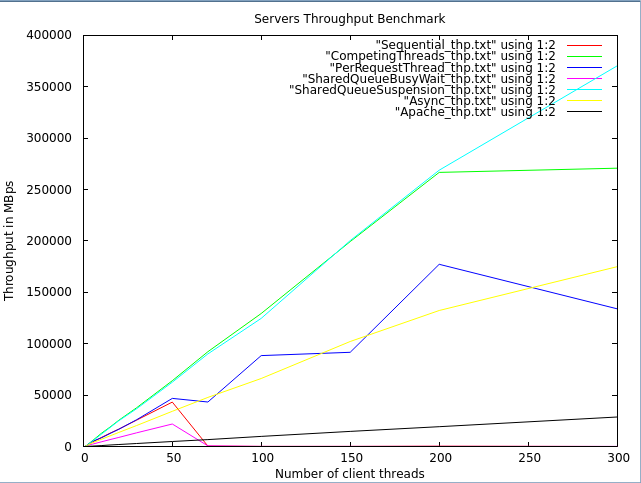 Servers Throughput Benchmark
400000
350000
300000
250000
200000
150000
100000
50000
0
Throughput in MBps
"Sequential_thp.txt" using 1:2
"CompetingThreads_thp.txt" using 1:2
"PerRequestThread_thp.txt" using 1:2
"SharedQueueBusyWait_thp.txt" using 1:2
"SharedQueueSuspension_thp.txt" using 1:2
"Async_thp.txt" using 1:2
"Apache_thp.txt" using 1:2
0 50 100 150 200 250 300
Number of client threads